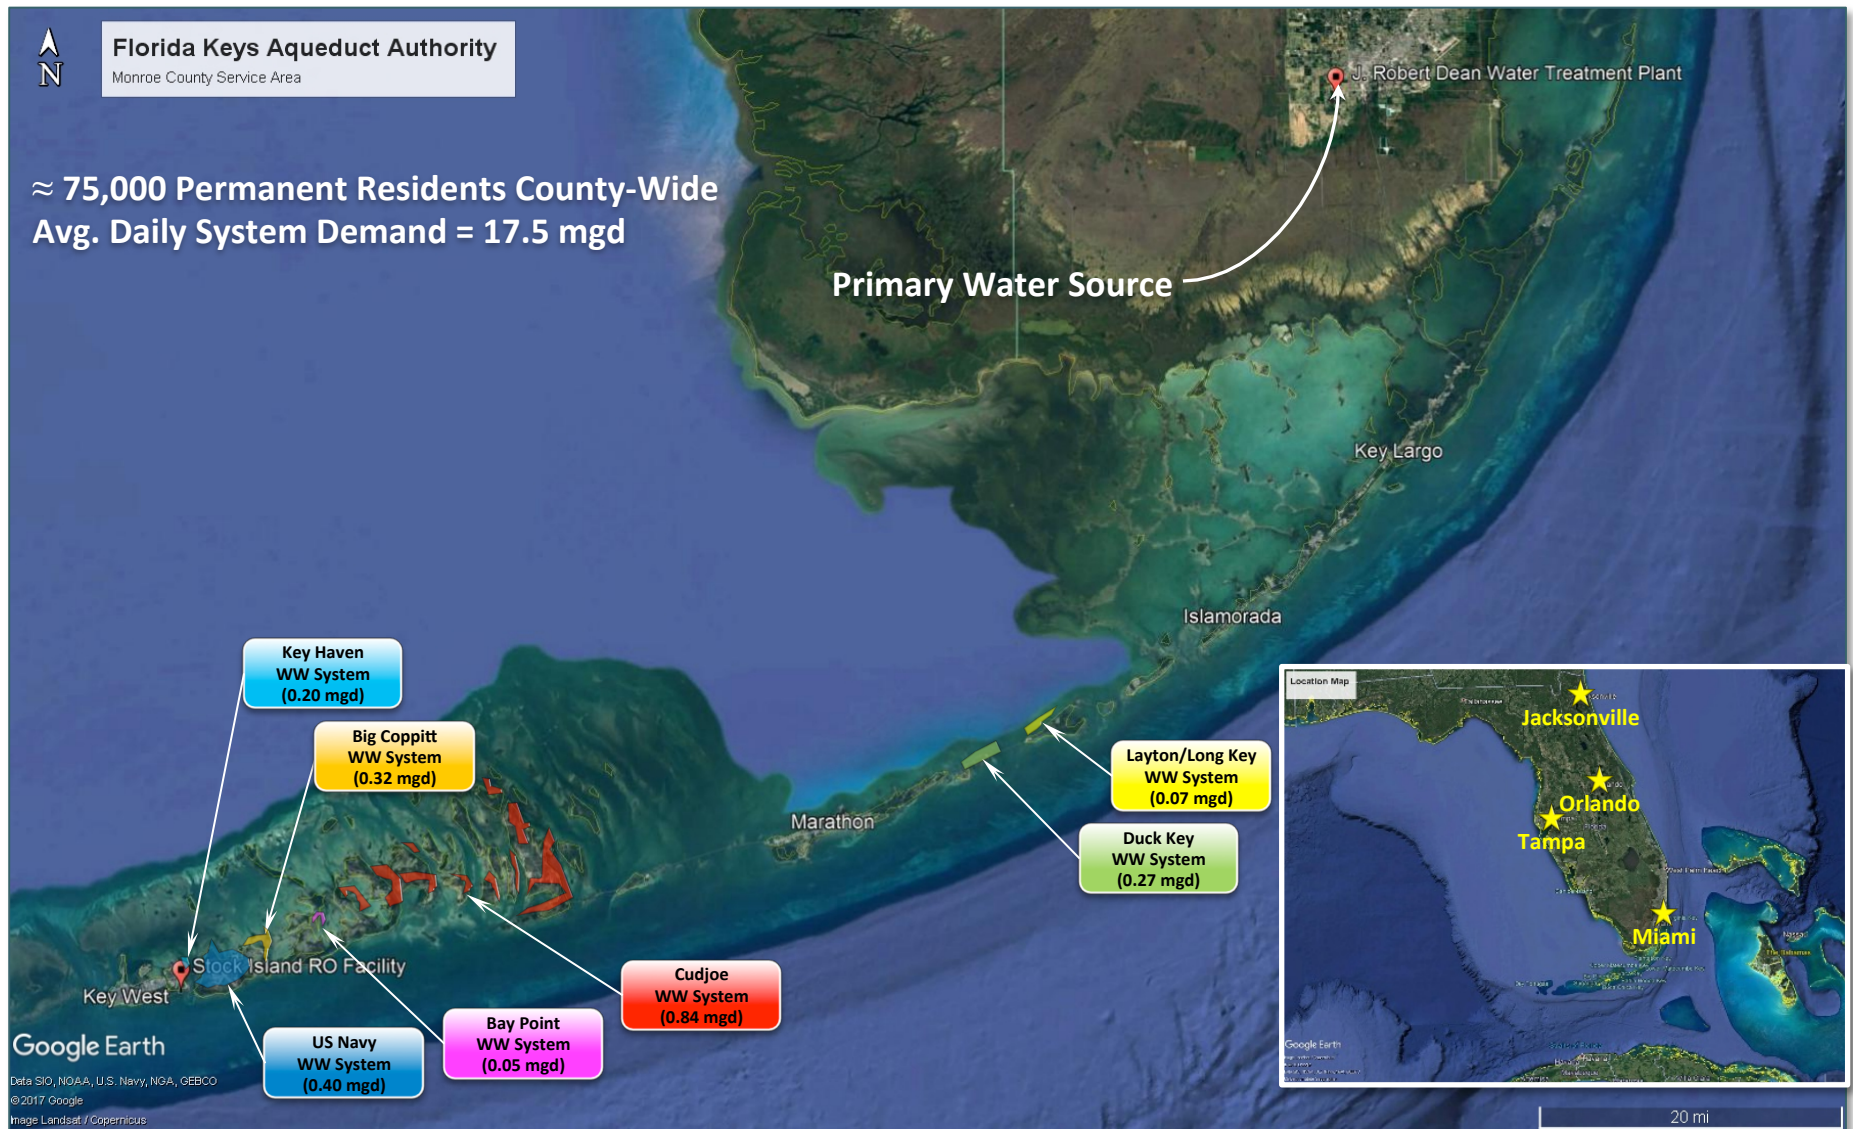 N
Florida Keys Aqueduct Authority
Monroe County Service Area
J. Robert Dean Water Treatment Plant
≈ 75,000 Permanent Residents County-Wide
Avg. Daily System Demand = 17.5 mgd
Primary Water Source
Key Largo
Islamorada
Key Haven
WW System
(0.20 mgd)
Big Coppitt
WW System
(0.32 mgd)
Layton/Long Key
WW System
(0.07 mgd)
Marathon
Duck Key
WW System
(0.27 mgd)
Stock Island RO Facility
Key West
Cudjoe
WW System
(0.84 mgd)
Bay Point
WW System
(0.05 mgd)
US Navy
WW System
(0.40 mgd)
Google Earth
Data SIO, NOAA, U.S. Navy, NGA, GEBCO
©2017 Google
Image Landsat / Copernicus
Location Map
Jacksonville
Orlando
Tampa
Miami
Nassau
The Bahamas
Google Earth
20 mi